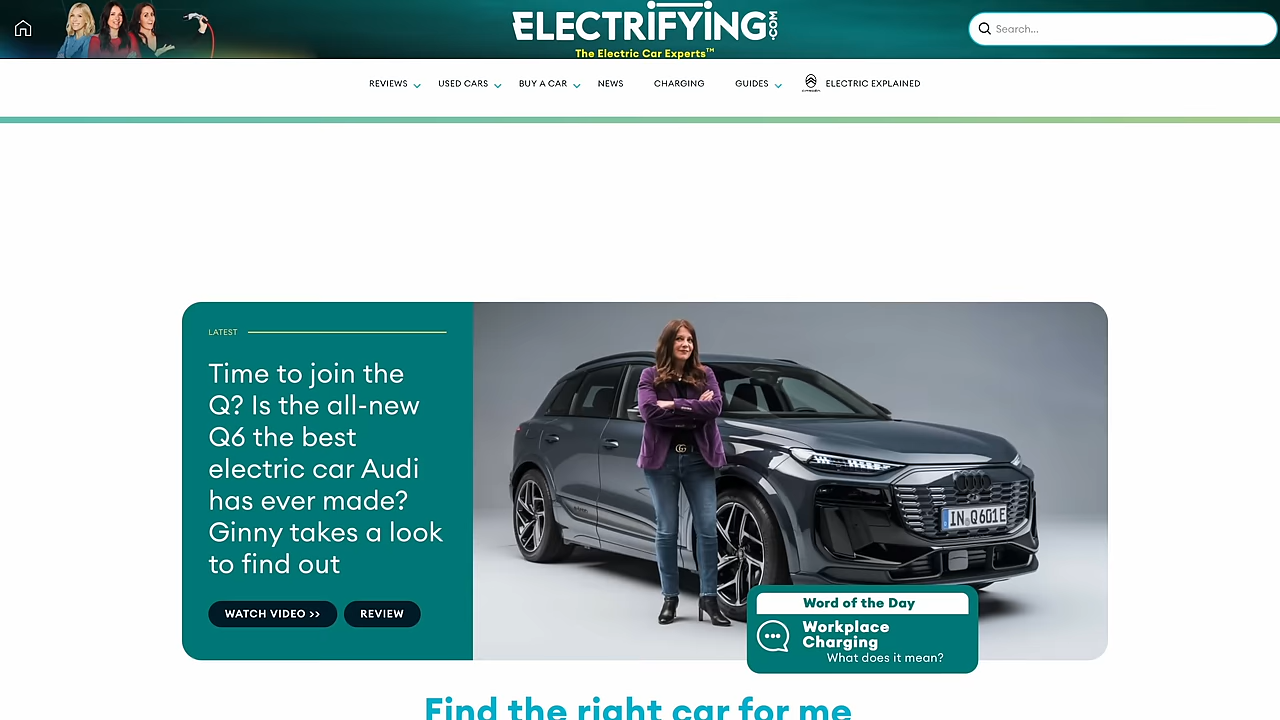 ELECTRIFYING.COM
The Electric Car Experts™
Search...
REVIEWS
USED CARS
BUY A CAR
NEWS
CHARGING
GUIDES
ELECTRIC EXPLAINED
LATEST
Time to join the
Q? Is the all-new
Q6 the best
electric car Audi
has ever made?
Ginny takes a look
to find out
WATCH VIDEO >>
REVIEW
IN Q601E
Word of the Day
Workplace
Charging
What does it mean?
Find the right car for me